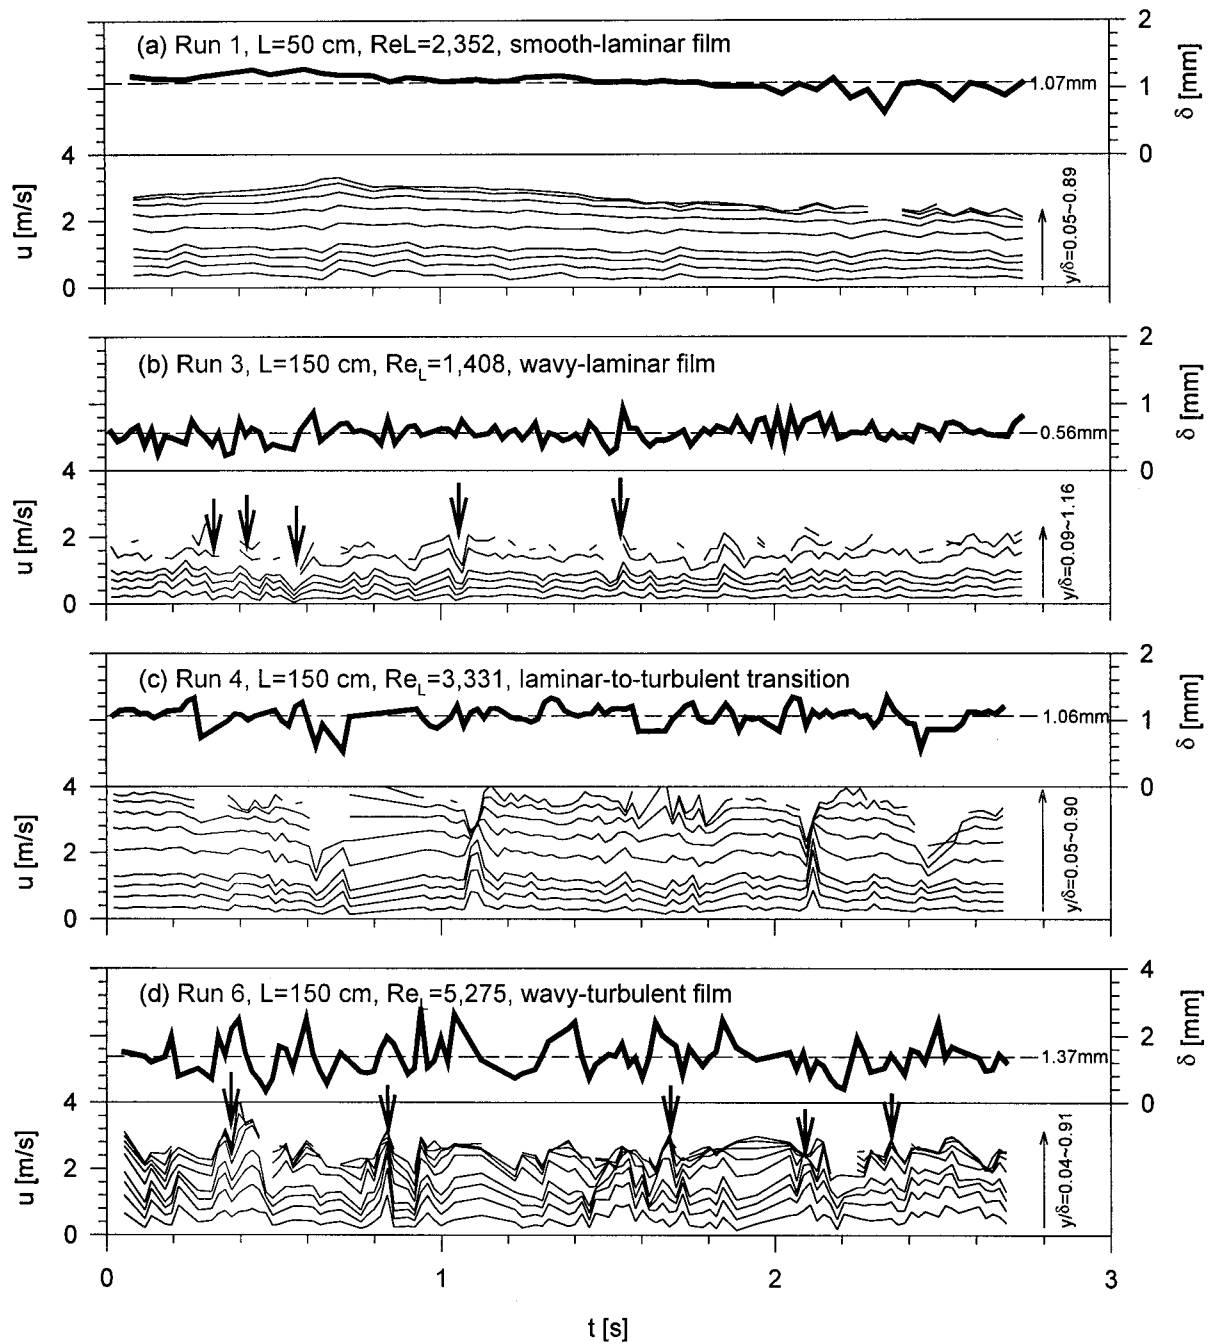 (a) Run 1, L=50 cm, ReL=2,352, smooth-laminar film
2
1
0
δ [mm]
1.07mm
4
2
0
u [m/s]
y/δ=0.05~0.89
(b) Run 3, L=150 cm, Re_L=1,408, wavy-laminar film
2
1
0
δ [mm]
0.56mm
4
2
0
u [m/s]
y/δ=0.09~1.16
(c) Run 4, L=150 cm, Re_L=3,331, laminar-to-turbulent transition
2
1
0
δ [mm]
1.06mm
4
2
0
u [m/s]
y/δ=0.05~0.90
(d) Run 6, L=150 cm, Re_L=5,275, wavy-turbulent film
4
2
0
δ [mm]
1.37mm
4
2
0
u [m/s]
y/δ=0.04~0.91
0 1 2 3
t [s]